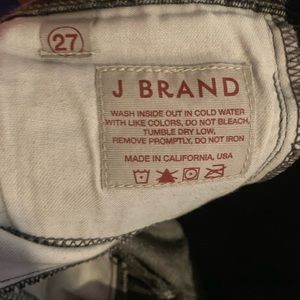 27
J BRAND
WASH INSIDE OUT IN COLD WATER
WITH LIKE COLORS, DO NOT BLEACH,
TUMBLE DRY LOW,
REMOVE PROMPTLY, DO NOT IRON
MADE IN CALIFORNIA, USA